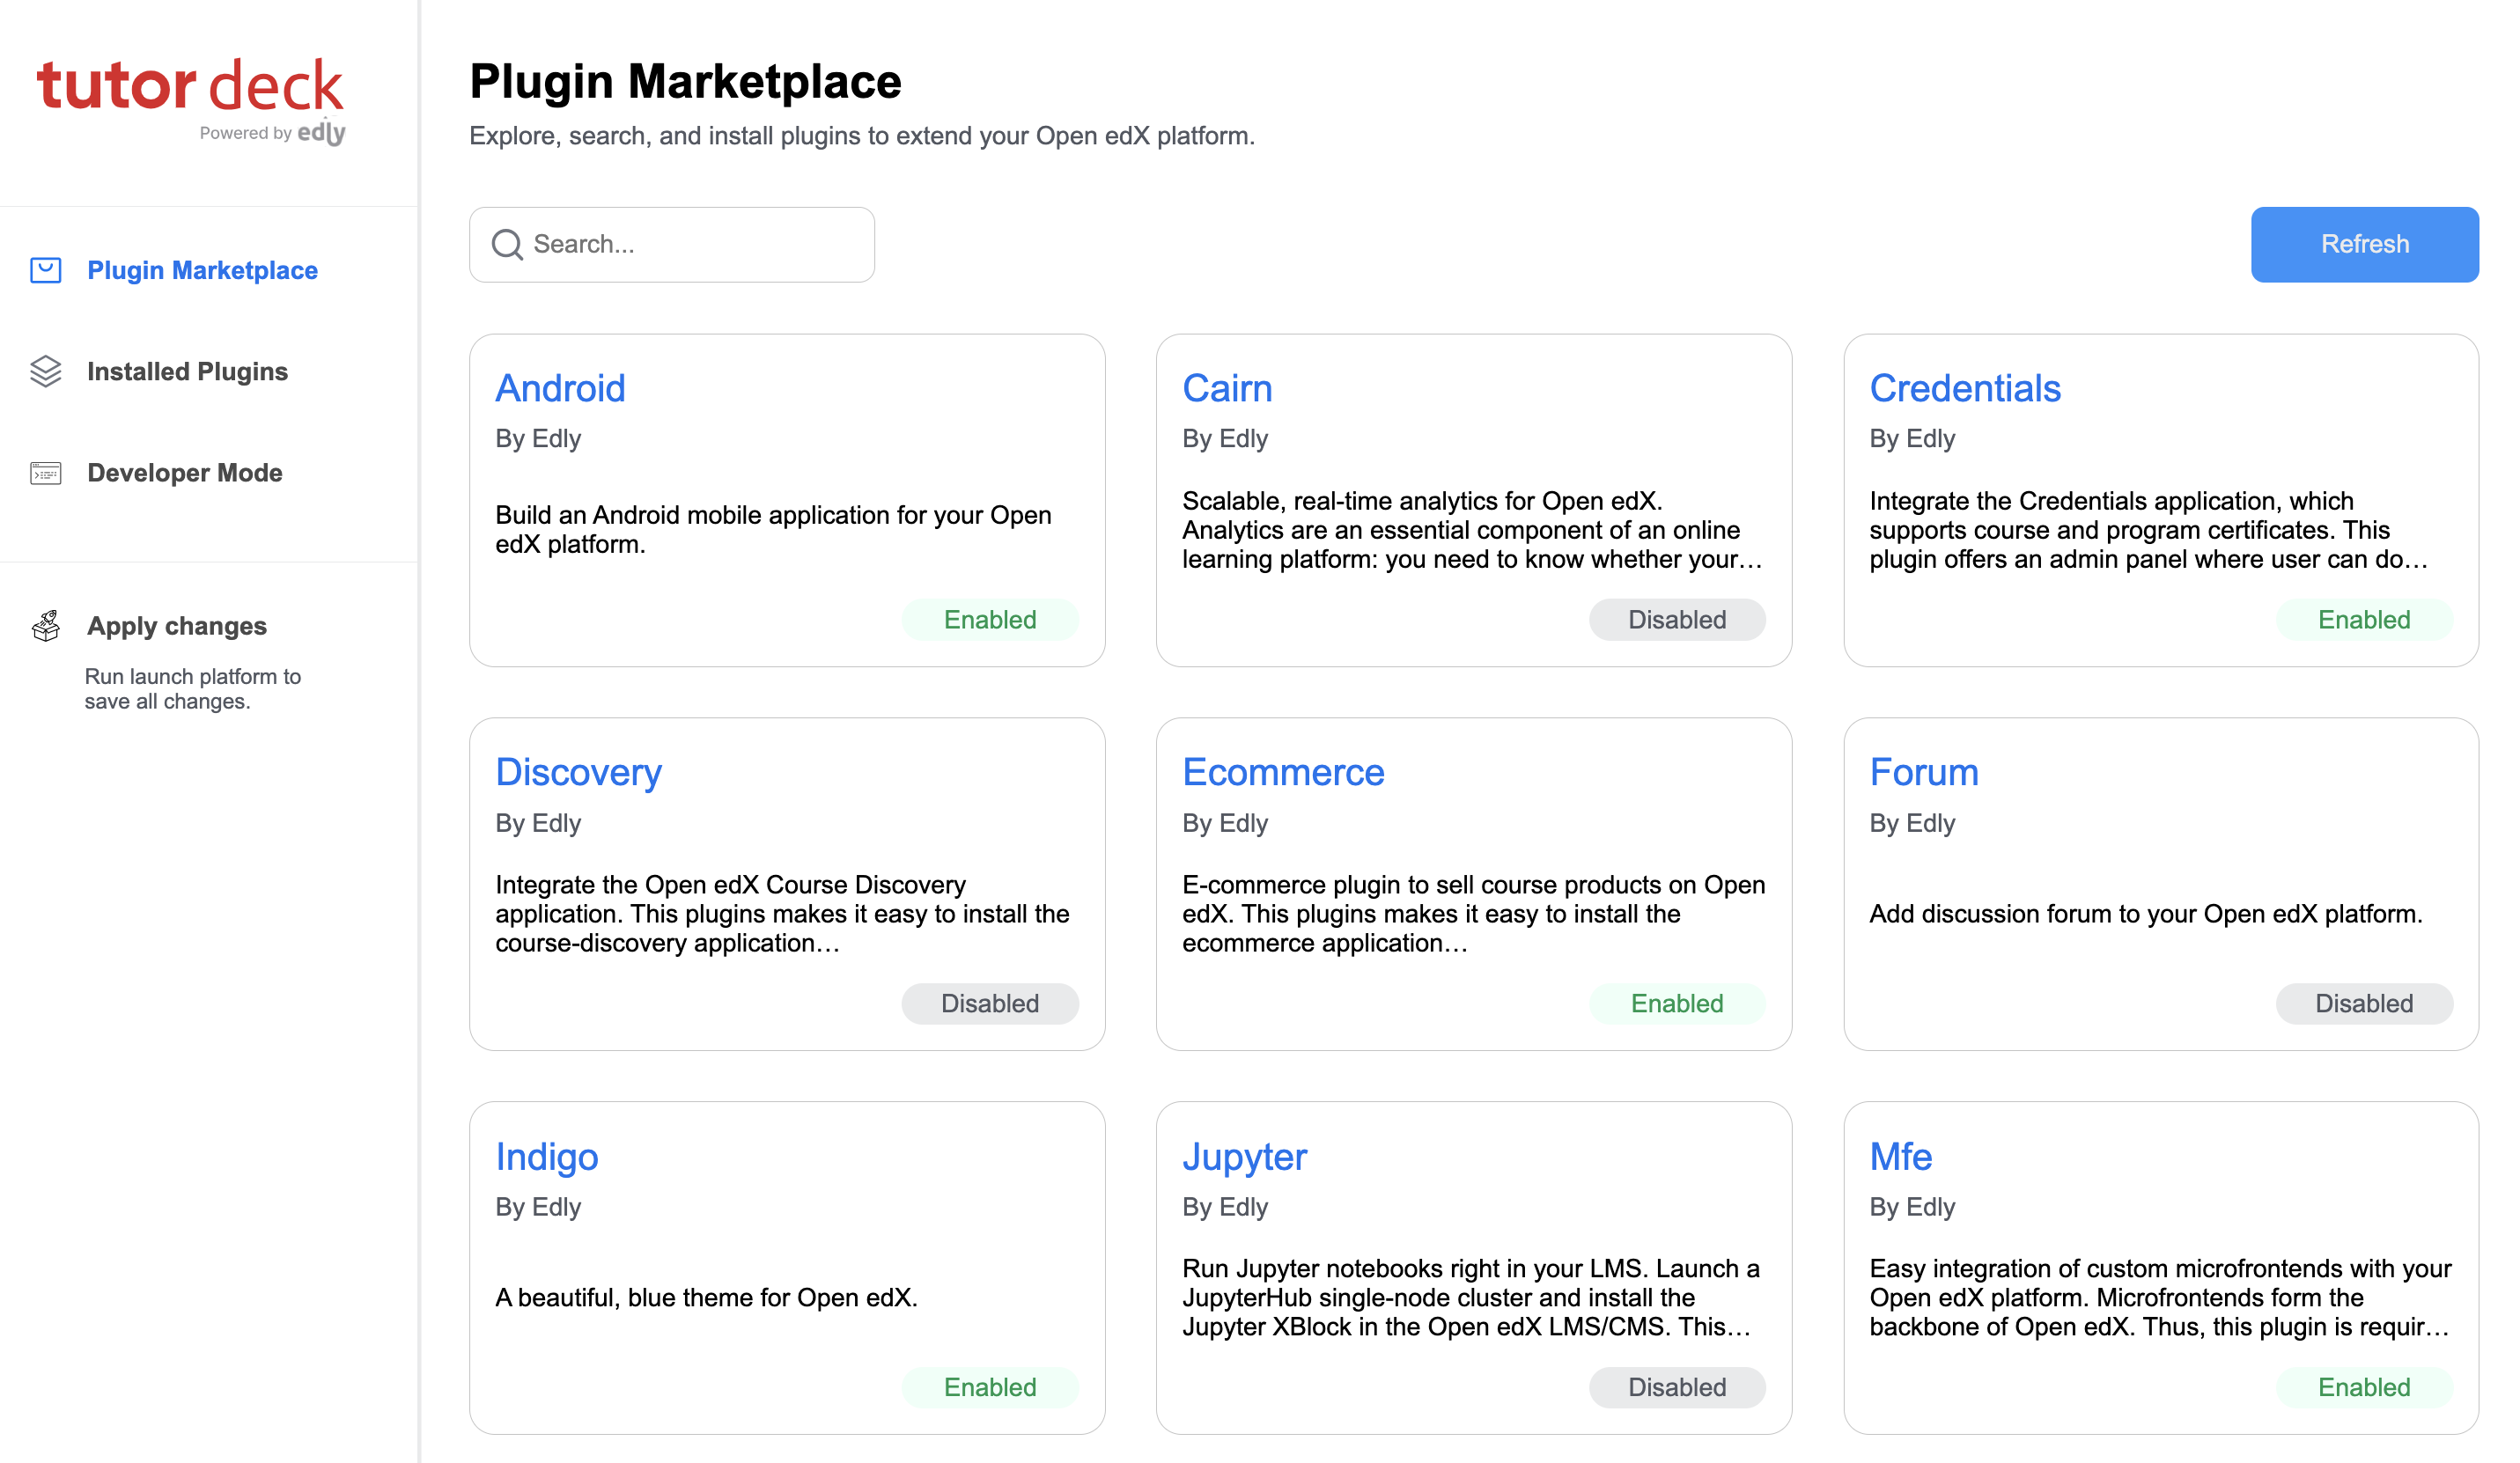 tutor deck
Powered by edly
Plugin Marketplace
Installed Plugins
Developer Mode
Apply changes
Run launch platform to
save all changes.
Plugin Marketplace
Explore, search, and install plugins to extend your Open edX platform.
Search...
Refresh
Android
By Edly
Build an Android mobile application for your Open
edX platform.
Enabled
Cairn
By Edly
Scalable, real-time analytics for Open edX.
Analytics are an essential component of an online
learning platform: you need to know whether your…
Disabled
Credentials
By Edly
Integrate the Credentials application, which
supports course and program certificates. This
plugin offers an admin panel where user can do…
Enabled
Discovery
By Edly
Integrate the Open edX Course Discovery
application. This plugins makes it easy to install the
course-discovery application…
Disabled
Ecommerce
By Edly
E-commerce plugin to sell course products on Open
edX. This plugins makes it easy to install the
ecommerce application…
Enabled
Forum
By Edly
Add discussion forum to your Open edX platform.
Disabled
Indigo
By Edly
A beautiful, blue theme for Open edX.
Enabled
Jupyter
By Edly
Run Jupyter notebooks right in your LMS. Launch a
JupyterHub single-node cluster and install the
Jupyter XBlock in the Open edX LMS/CMS. This…
Disabled
Mfe
By Edly
Easy integration of custom microfrontends with your
Open edX platform. Microfrontends form the
backbone of Open edX. Thus, this plugin is requir…
Enabled